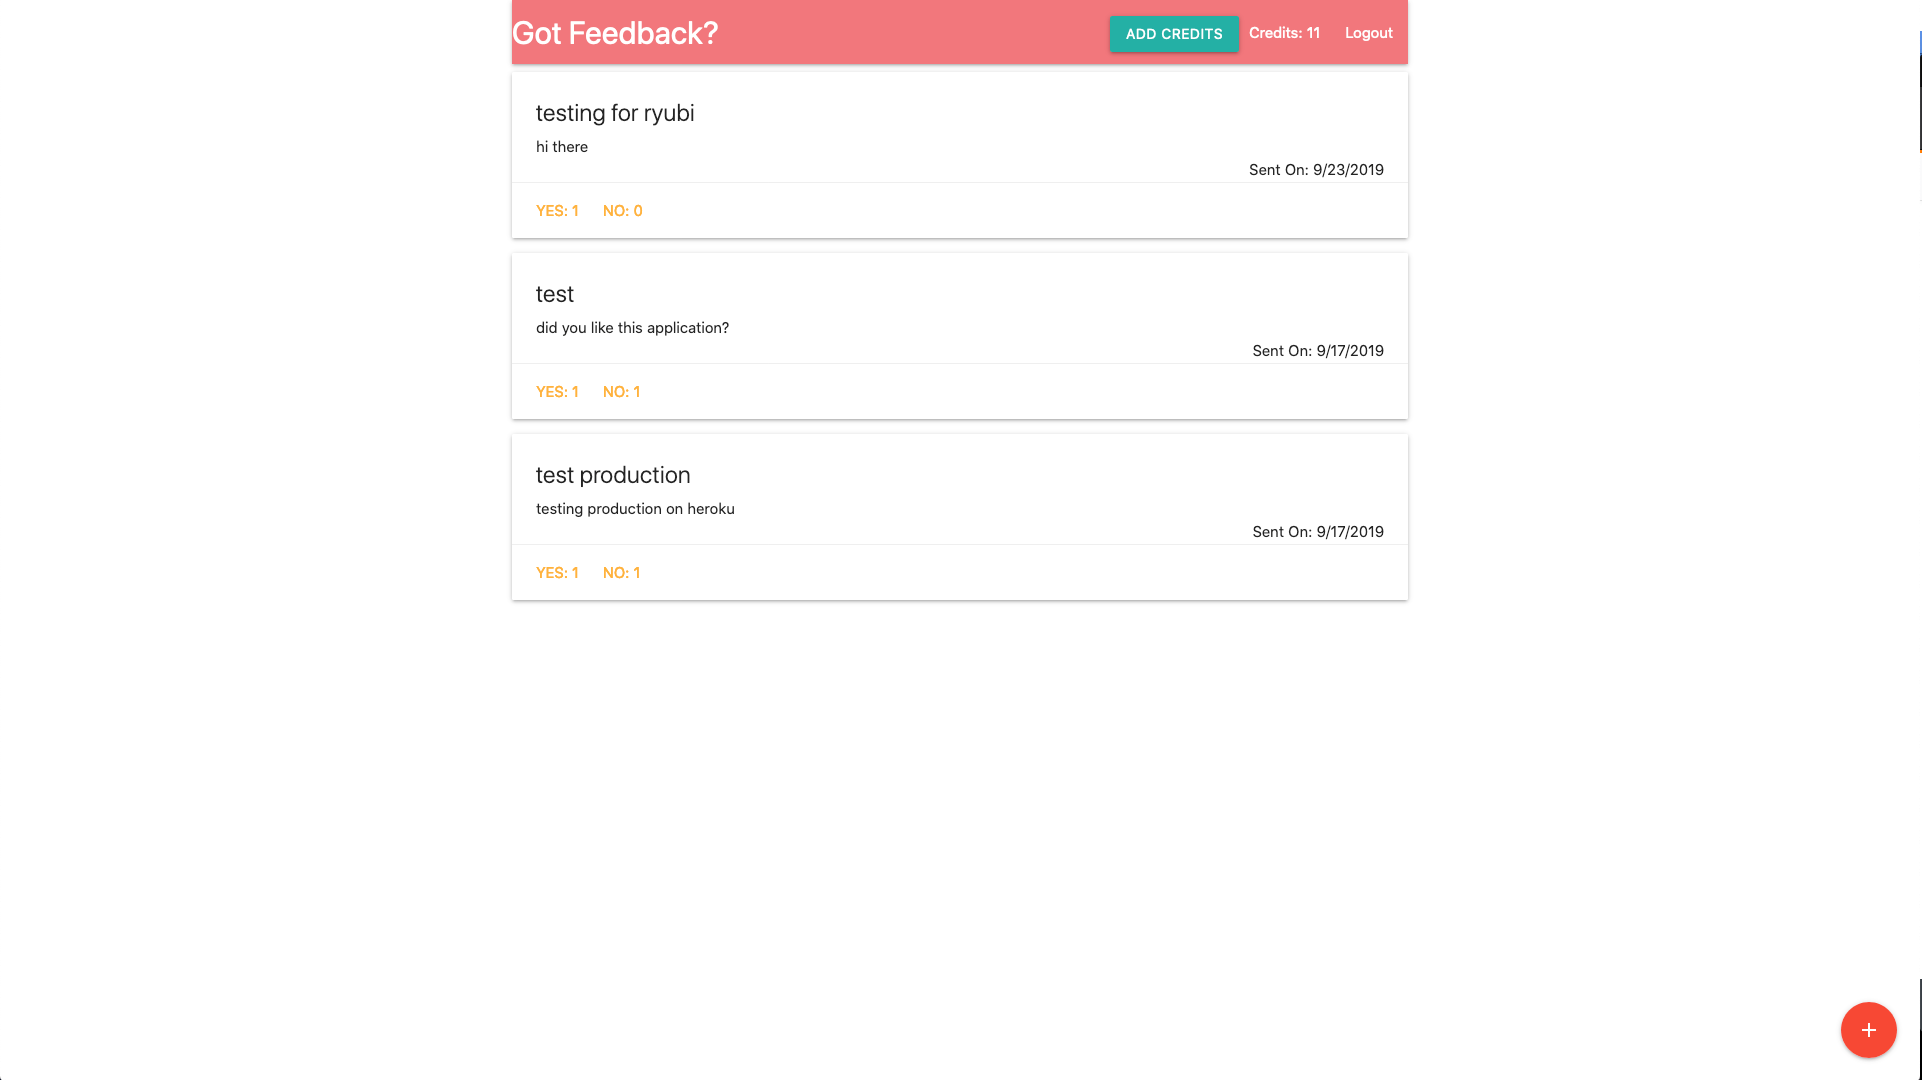 Got Feedback?
ADD CREDITS
Credits: 11
Logout
testing for ryubi
hi there
Sent On: 9/23/2019
YES: 1
NO: 0
test
did you like this application?
Sent On: 9/17/2019
YES: 1
NO: 1
test production
testing production on heroku
Sent On: 9/17/2019
YES: 1
NO: 1
+